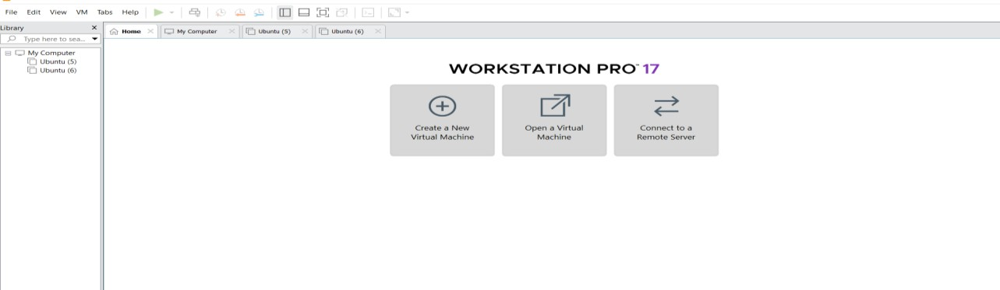 File Edit View VM Tabs Help
Library
Type here to sea...
My Computer
Ubuntu (5)
Ubuntu (6)
Home My Computer Ubuntu (5) Ubuntu (6)
WORKSTATION PRO™ 17
Create a New
Virtual Machine
Open a Virtual
Machine
Connect to a
Remote Server